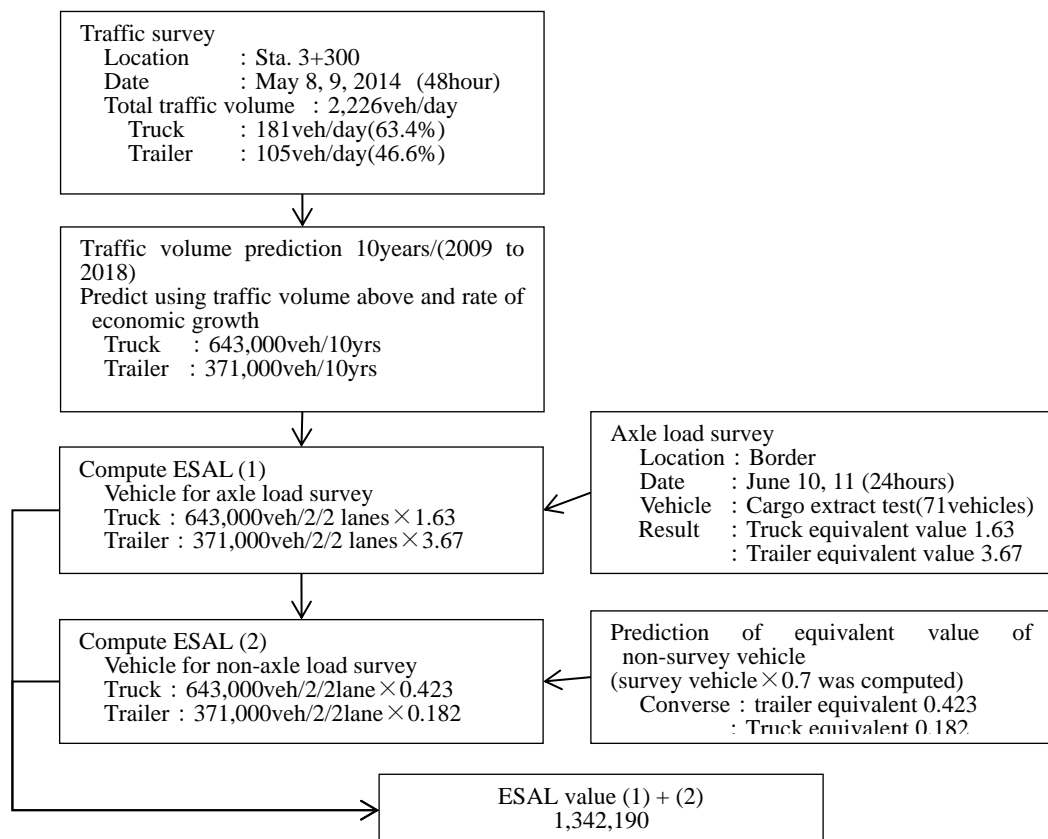 Traffic survey
Location : Sta. 3+300
Date : May 8, 9, 2014 (48hour)
Total traffic volume : 2,226veh/day
Truck : 181veh/day(63.4%)
Trailer : 105veh/day(46.6%)
Traffic volume prediction 10years/(2009 to
2018)
Predict using traffic volume above and rate of
economic growth
Truck : 643,000veh/10yrs
Trailer : 371,000veh/10yrs
Compute ESAL (1)
Vehicle for axle load survey
Truck : 643,000veh/2/2 lanes×1.63
Trailer : 371,000veh/2/2 lanes×3.67
Axle load survey
Location : Border
Date : June 10, 11 (24hours)
Vehicle : Cargo extract test(71vehicles)
Result : Truck equivalent value 1.63
: Trailer equivalent value 3.67
Compute ESAL (2)
Vehicle for non-axle load survey
Truck : 643,000veh/2/2lane×0.423
Trailer : 371,000veh/2/2lane×0.182
Prediction of equivalent value of
non-survey vehicle
(survey vehicle×0.7 was computed)
Converse : trailer equivalent 0.423
: Truck equivalent 0.182
ESAL value (1) + (2)
1,342,190